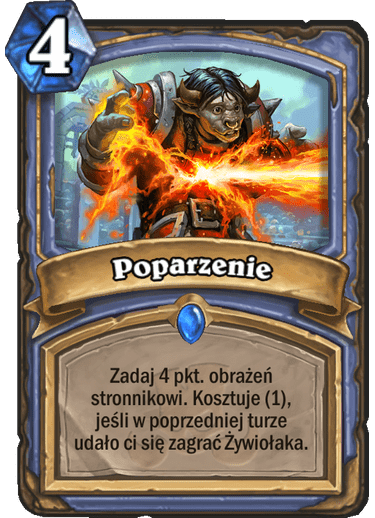 4
Poparzenie
Zadaj 4 pkt. obrażeń
stronnikowi. Kosztuje (1),
jeśli w poprzedniej turze
udało ci się zagrać Żywiołaka.